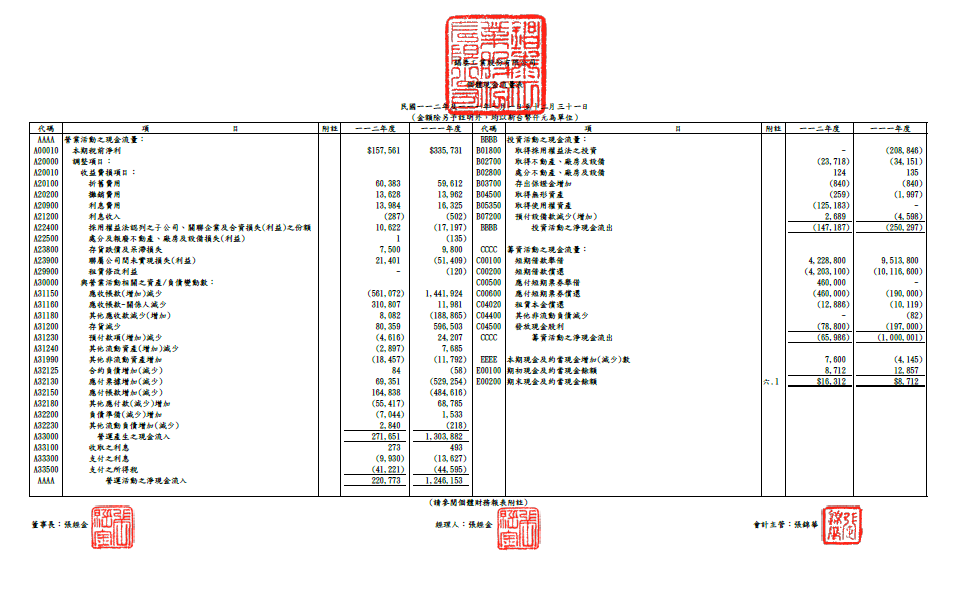 個體現金流量表
民國一一二年及一一一年一月一日至十二月三十一日
(金額除另予註明外，均以新台幣仟元為單位)
代碼 項 目 附註 一一二年度 一一一年度 代碼 項 目 附註 一一二年度 一一一年度
AAAA 營業活動之現金流量： BBBB 投資活動之現金流量：
A00010 本期稅前淨利 $157,561 $335,731 B01800 取得採用權益法之投資 - (208,846)
A20000 調整項目： B02700 取得不動產、廠房及設備 (23,718) (34,151)
A20010 收益費損項目： B02800 處分不動產、廠房及設備 124 135
A20100 折舊費用 60,383 59,612 B03700 存出保證金增加 (840) (840)
A20200 攤銷費用 13,628 13,962 B04500 取得無形資產 (259) (1,997)
A20900 利息費用 13,984 16,325 B05350 取得使用權資產 (125,183) -
A21200 利息收入 (287) (502) B07200 預付設備款減少(增加) 2,689 (4,598)
A22400 採用權益法認列之子公司、關聯企業及合資損失(利益)之份額 10,622 (17,197) BBBB 投資活動之淨現金流出 (147,187) (250,297)
A22500 處分及報廢不動產、廠房及設備損失(利益) 1 (135)
A23800 存貨跌價及呆滯損失 7,500 9,800 CCCC 籌資活動之現金流量：
A23900 聯屬公司間未實現損失(利益) 21,401 (51,409) C00100 短期借款舉借 4,228,800 9,513,800
A29900 租賃修改利益 - (120) C00200 短期借款償還 (4,203,100) (10,116,600)
A30000 與營業活動相關之資產/負債變動數： C00500 應付短期票券舉借 460,000 -
A31150 應收帳款(增加)減少 (561,072) 1,441,924 C00600 應付短期票券償還 (460,000) (190,000)
A31160 應收帳款-關係人減少 310,807 11,981 C04020 租賃本金償還 (12,886) (10,119)
A31180 其他應收款減少(增加) 8,082 (188,865) C04400 其他非流動負債減少 - (82)
A31200 存貨減少 80,359 596,503 C04500 發放現金股利 (78,800) (197,000)
A31230 預付款項(增加)減少 (4,616) 24,207 CCCC 籌資活動之淨現金流出 (65,986) (1,000,001)
A31240 其他流動資產(增加)減少 (2,897) 7,685
A31990 其他非流動資產增加 (18,457) (11,792) EEEE 本期現金及約當現金增加(減少)數 7,600 (4,145)
A32125 合約負債增加(減少) 84 (58) E00100 期初現金及約當現金餘額 8,712 12,857
A32130 應付票據增加(減少) 69,351 (529,254) E00200 期末現金及約當現金餘額 六.1 $16,312 $8,712
A32150 應付帳款增加(減少) 164,838 (484,616)
A32180 其他應付款(減少)增加 (55,417) 68,785
A32200 負債準備(減少)增加 (7,044) 1,533
A32230 其他流動負債增加(減少) 2,840 (218)
A33000 營運產生之現金流入 271,651 1,303,882
A33100 收取之利息 273 493
A33300 支付之利息 (9,930) (13,627)
A33500 支付之所得稅 (41,221) (44,595)
AAAA 營運活動之淨現金流入 220,773 1,246,153
(請參閱個體財務報表附註)
董事長：張經金 經理人：張經金 會計主管：張錦華